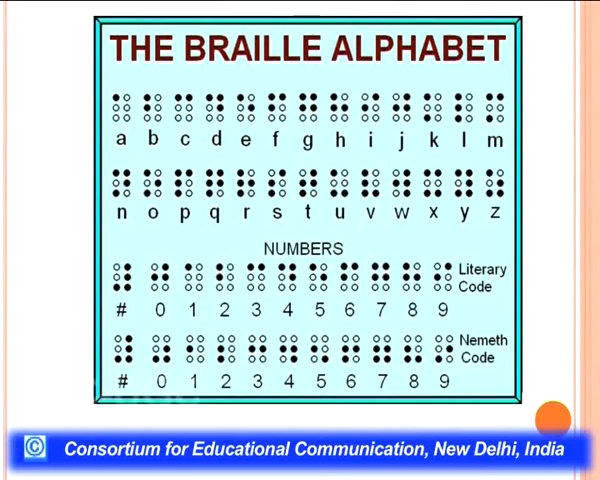 THE BRAILLE ALPHABET
a b c d e f g h i j k l m
n o p q r s t u v w x y z
NUMBERS
Literary Code
# 0 1 2 3 4 5 6 7 8 9
Nemeth Code
# 0 1 2 3 4 5 6 7 8 9
© Consortium for Educational Communication, New Delhi, India